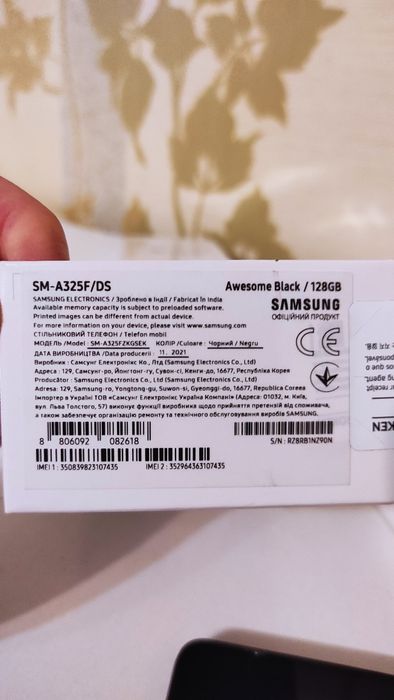 SM-A325F/DS
Awesome Black / 128GB
SAMSUNG ELECTRONICS / Зроблено в Індії / Fabricat în India
Available memory capacity is subject to preloaded software.
Printed images can be different from actual device.
For more information on your device, please visit www.samsung.com
СТІЛЬНИКОВИЙ ТЕЛЕФОН / Telefon mobil
SAMSUNG
ОФІЦІЙНИЙ ПРОДУКТ
CE
МОДЕЛЬ /Model : SM-A325FZKGSEK КОЛІР /Culoare : Чорний / Negru
ДАТА ВИРОБНИЦТВА/Data producerii : 11. 2021
Виробник : Самсунг Електронікс Ко., Лтд (Samsung Electronics Co., Ltd)
Адреса : 129, Самсунг-ро, Йонгтонг-гу, Сувон-сі, Кенгі-до, 16677, Республіка Корея
Producător : Samsung Electronics Co., Ltd (Samsung Electronics Co., Ltd)
Adresa: 129, Samsung-ro, Yongtong-gu, Suwon-si, Gyeonggi-do, 16677, Republica Coreea
Імпортер в Україні ТОВ «Самсунг Електронікс Україна Компані» (Адреса: 01032, м. Київ,
вул. Льва Толстого, 57) виконує функції виробника щодо прийняття претензій від споживача,
а також забезпечує організацію ремонту та технічного обслуговування виробів SAMSUNG.
8 806092 082618
S/N : RZ8RB1NZ90N
IMEI 1 : 350839823107435
IMEI 2 : 352964363107435